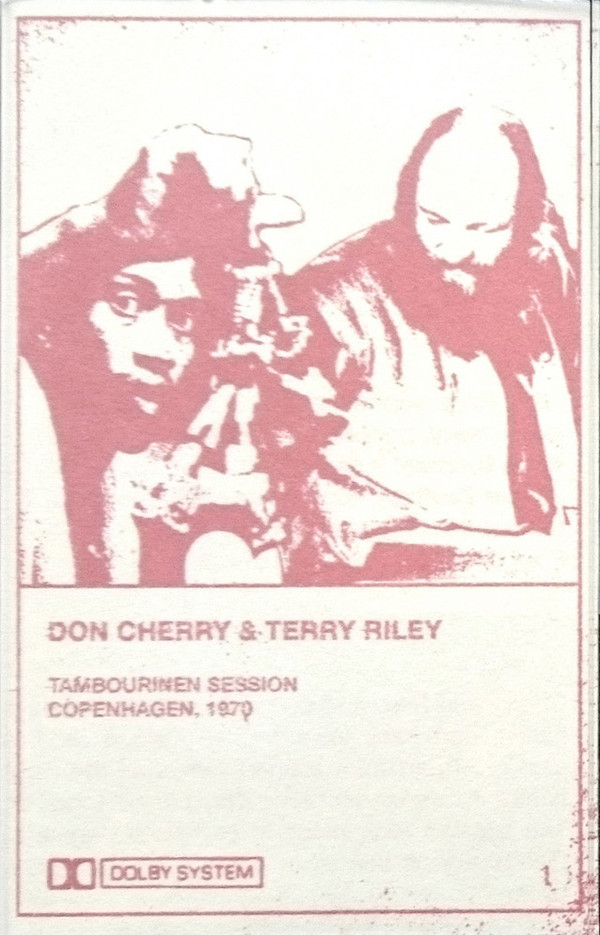 DON CHERRY & TERRY RILEY
TAMBOURINEN SESSION
COPENHAGEN, 1970
DOLBY SYSTEM
1